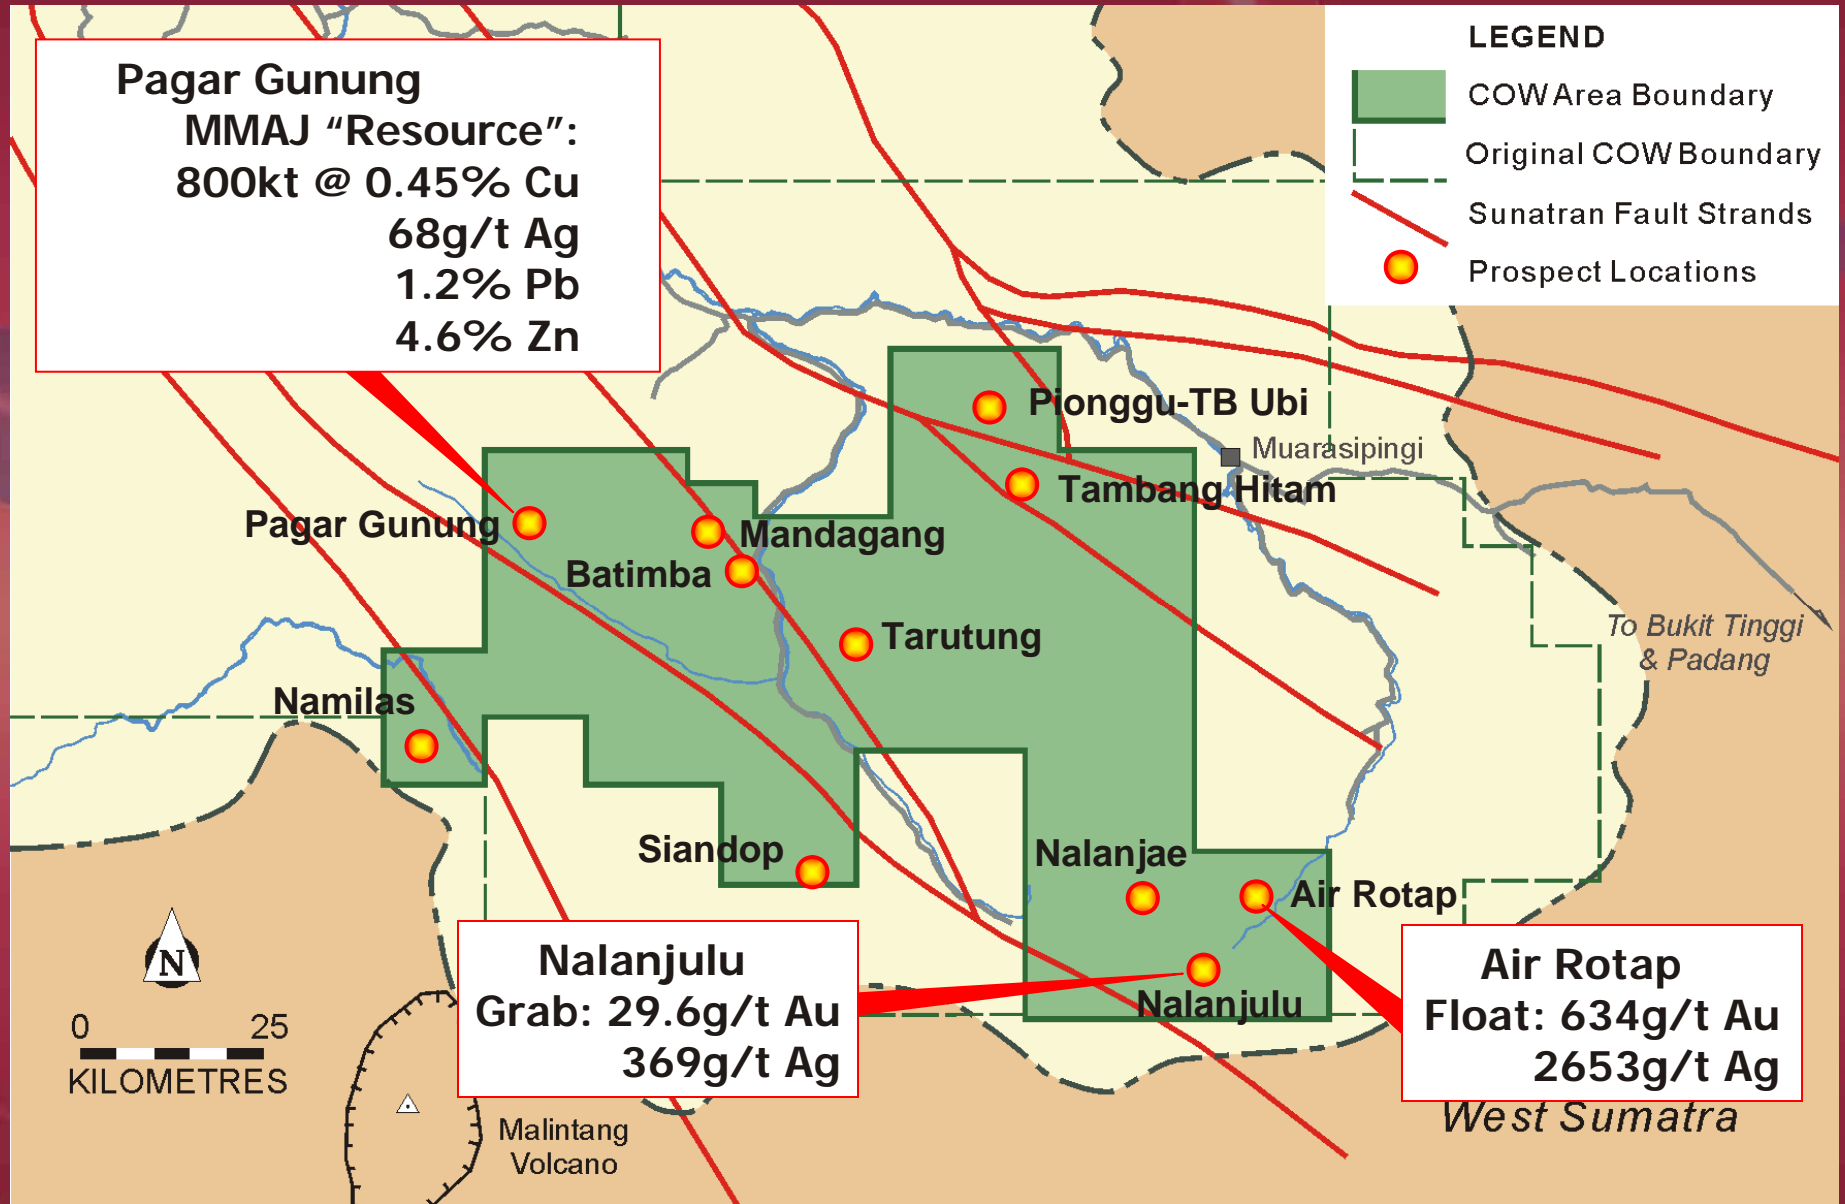 Pagar Gunung
MMAJ “Resource”:
800kt @ 0.45% Cu
68g/t Ag
1.2% Pb
4.6% Zn
LEGEND
COW Area Boundary
Original COW Boundary
Sunatran Fault Strands
Prospect Locations
Pionggu-TB Ubi
Muarasipingi
Tambang Hitam
Pagar Gunung
Mandagang
Batimba
Tarutung
To Bukit Tinggi
& Padang
Namilas
Siandop
Nalanjae
Air Rotap
Nalanjulu
Nalanjulu
Grab: 29.6g/t Au
369g/t Ag
Air Rotap
Float: 634g/t Au
2653g/t Ag
West Sumatra
N
0 25
KILOMETRES
Malintang
Volcano